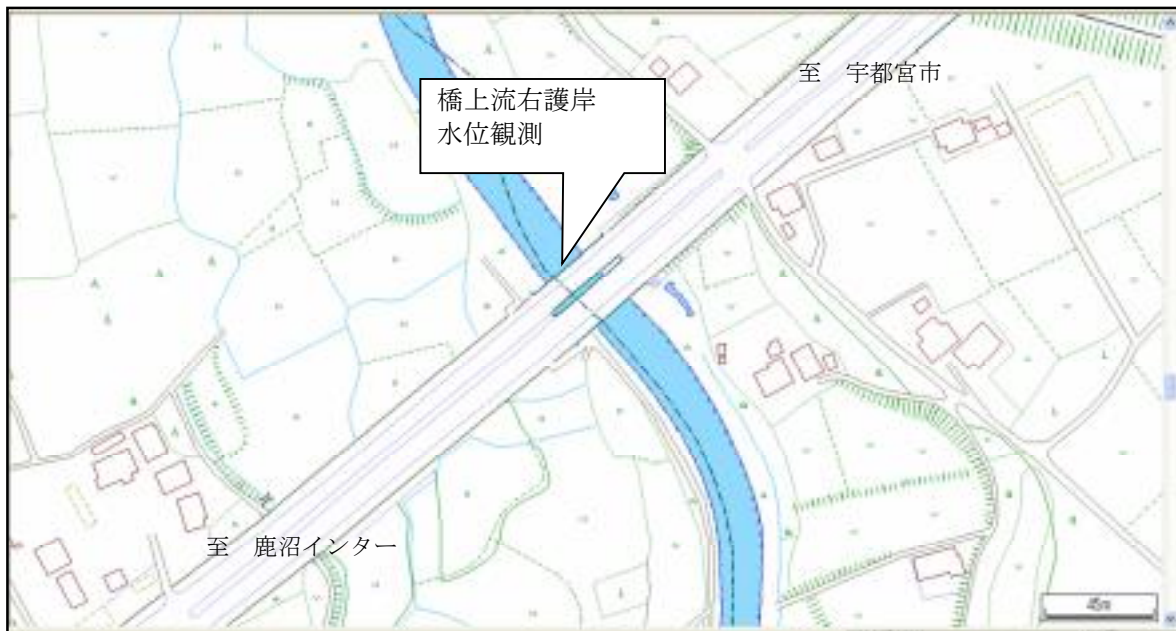 至　宇都宮市
橋上流右護岸
水位観測
至　鹿沼インター
45m